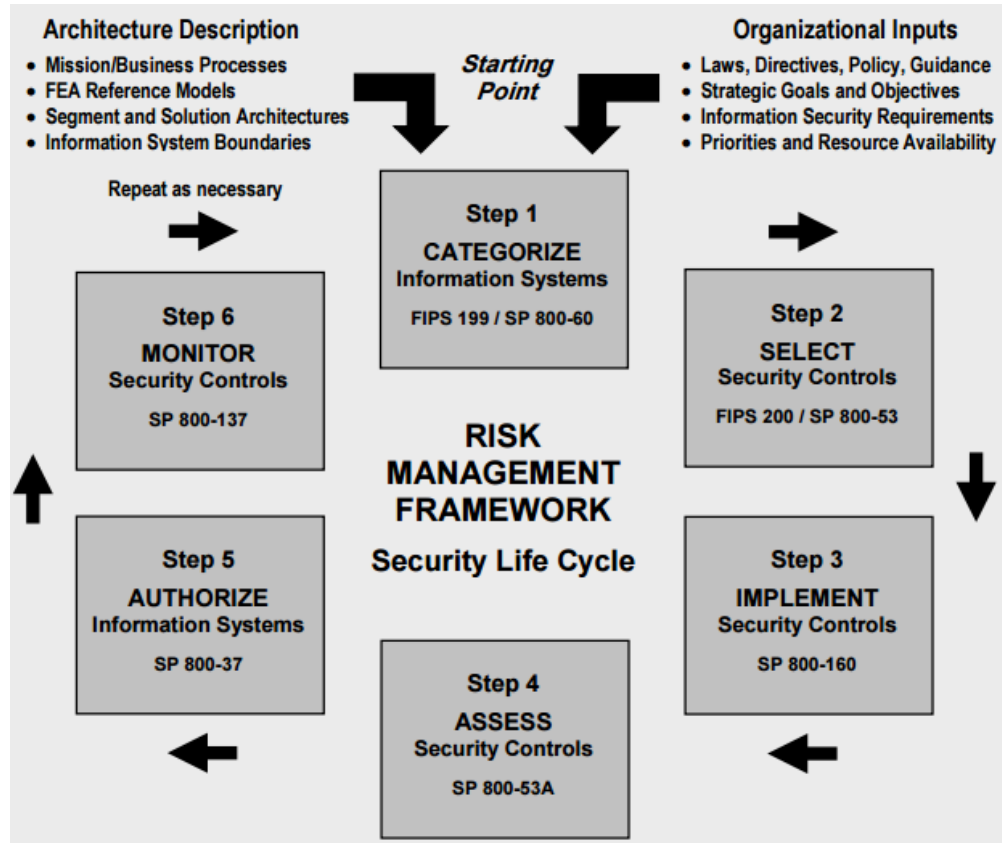 Architecture Description
• Mission/Business Processes
• FEA Reference Models
• Segment and Solution Architectures
• Information System Boundaries
Starting
Point
Organizational Inputs
• Laws, Directives, Policy, Guidance
• Strategic Goals and Objectives
• Information Security Requirements
• Priorities and Resource Availability
Repeat as necessary
Step 1
CATEGORIZE
Information Systems
FIPS 199 / SP 800-60
Step 2
SELECT
Security Controls
FIPS 200 / SP 800-53
Step 3
IMPLEMENT
Security Controls
SP 800-160
Step 4
ASSESS
Security Controls
SP 800-53A
Step 5
AUTHORIZE
Information Systems
SP 800-37
Step 6
MONITOR
Security Controls
SP 800-137
RISK
MANAGEMENT
FRAMEWORK
Security Life Cycle